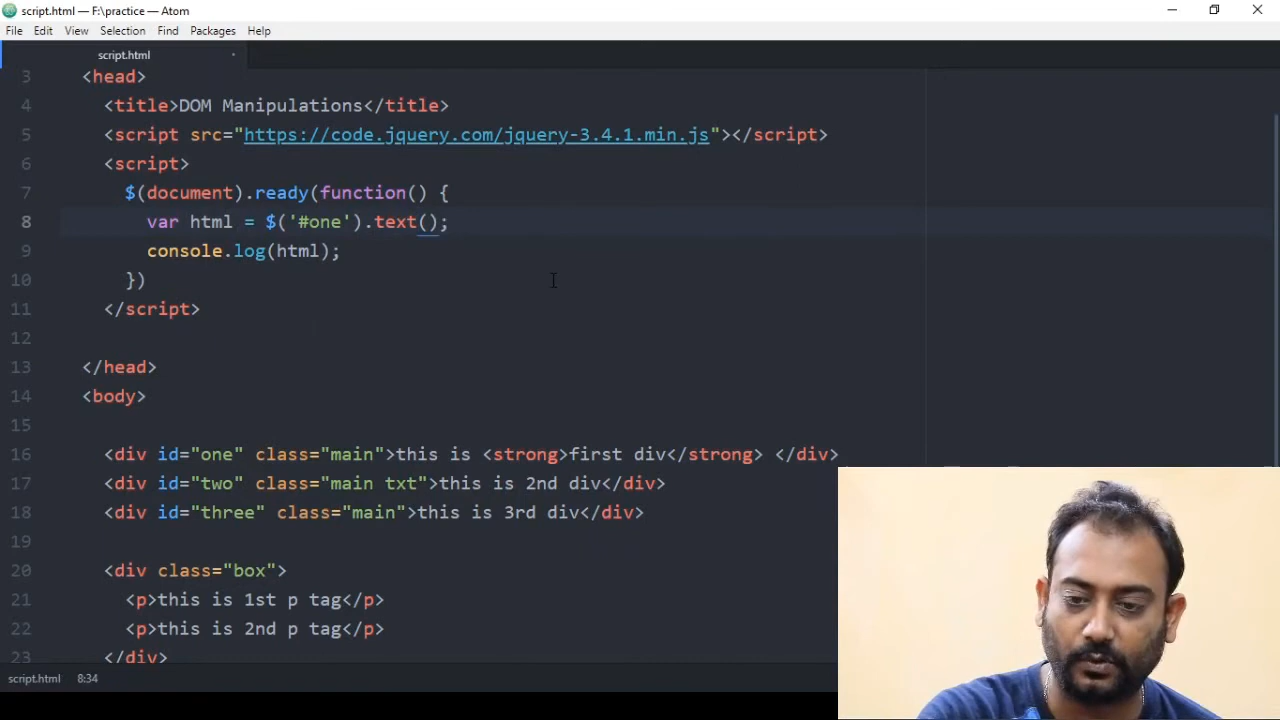 script.html — F:\practice — Atom
File Edit View Selection Find Packages Help
script.html
3 <head>
4 <title>DOM Manipulations</title>
5 <script src="https://code.jquery.com/jquery-3.4.1.min.js"></script>
6 <script>
7 $(document).ready(function() {
8 var html = $('#one').text();
9 console.log(html);
10 })
11 </script>
12
13 </head>
14 <body>
15
16 <div id="one" class="main">this is <strong>first div</strong> </div>
17 <div id="two" class="main txt">this is 2nd div</div>
18 <div id="three" class="main">this is 3rd div</div>
19
20 <div class="box">
21 <p>this is 1st p tag</p>
22 <p>this is 2nd p tag</p>
23 </div>
script.html 8:34